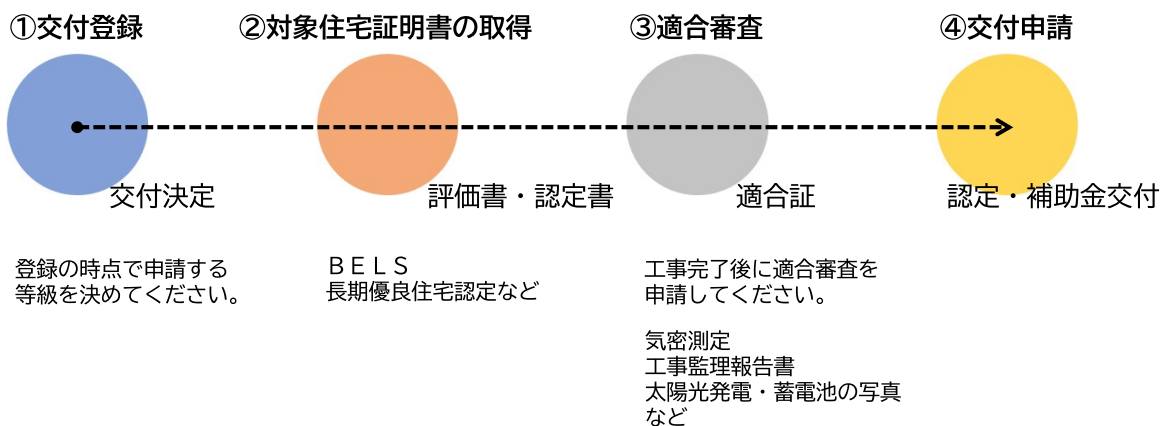 ①交付登録
②対象住宅証明書の取得
③適合審査
④交付申請
交付決定
評価書・認定書
適合証
認定・補助金交付
登録の時点で申請する
等級を決めてください。
ＢＥＬＳ
長期優良住宅認定など
工事完了後に適合審査を
申請してください。
気密測定
工事監理報告書
太陽光発電・蓄電池の写真
など